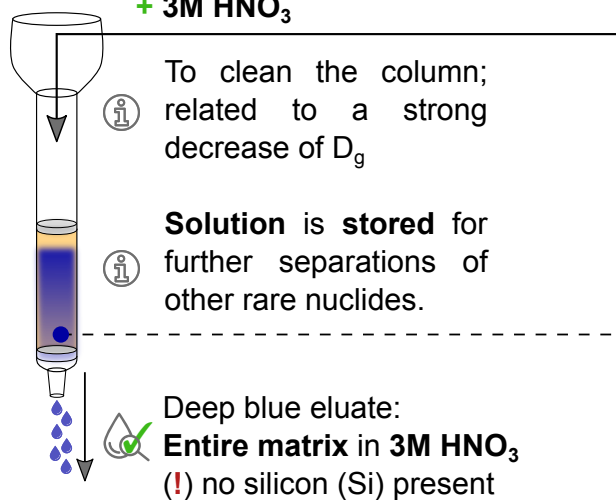 + 3M HNO₃
To clean the column;
related to a strong
decrease of D_g
Solution is stored for
further separations of
other rare nuclides.
Deep blue eluate:
Entire matrix in 3M HNO₃
(!) no silicon (Si) present